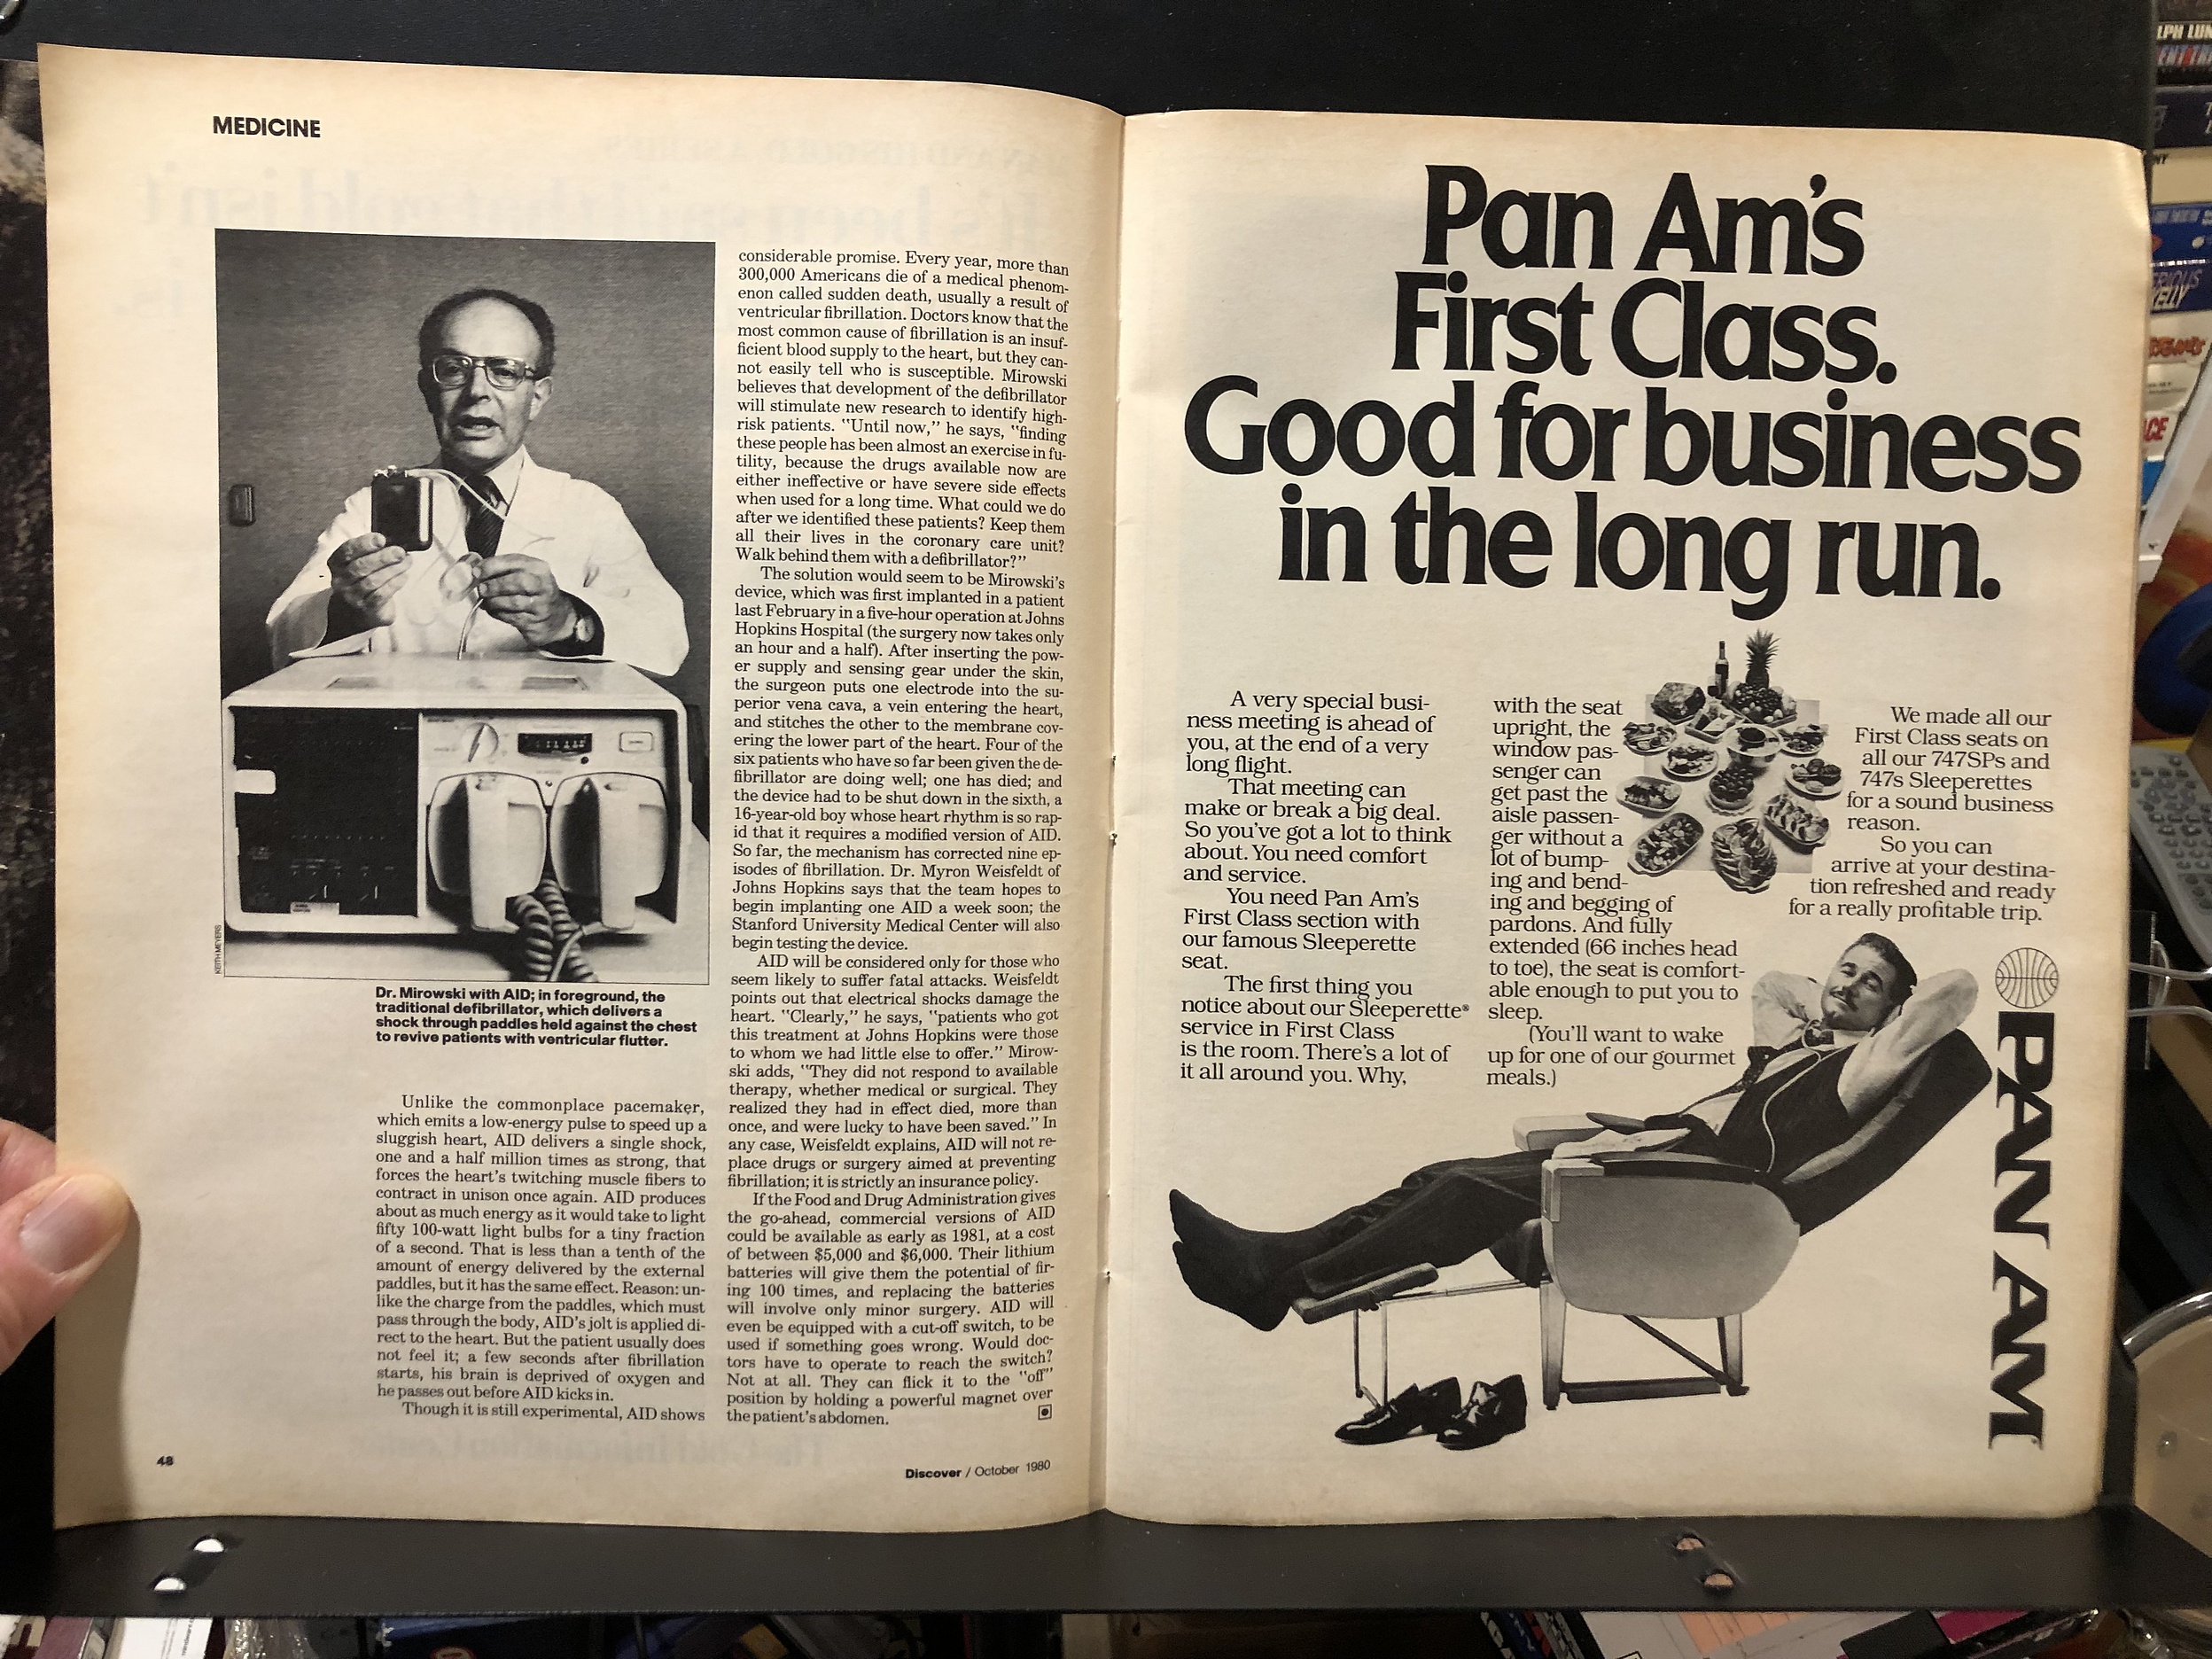 MEDICINE
KEITH MEYERS
Dr. Mirowski with AID; in foreground, the
traditional defibrillator, which delivers a
shock through paddles held against the chest
to revive patients with ventricular flutter.
Unlike the commonplace pacemaker,
which emits a low-energy pulse to speed up a
sluggish heart, AID delivers a single shock,
one and a half million times as strong, that
forces the heart's twitching muscle fibers to
contract in unison once again. AID produces
about as much energy as it would take to light
fifty 100-watt light bulbs for a tiny fraction
of a second. That is less than a tenth of the
amount of energy delivered by the external
paddles, but it has the same effect. Reason: un-
like the charge from the paddles, which must
pass through the body, AID's jolt is applied di-
rect to the heart. But the patient usually does
not feel it; a few seconds after fibrillation
starts, his brain is deprived of oxygen and
he passes out before AID kicks in.
Though it is still experimental, AID shows
considerable promise. Every year, more than
300,000 Americans die of a medical phenom-
enon called sudden death, usually a result of
ventricular fibrillation. Doctors know that the
most common cause of fibrillation is an insuf-
ficient blood supply to the heart, but they can-
not easily tell who is susceptible. Mirowski
believes that development of the defibrillator
will stimulate new research to identify high-
risk patients. "Until now," he says, "finding
these people has been almost an exercise in fu-
tility, because the drugs available now are
either ineffective or have severe side effects
when used for a long time. What could we do
after we identified these patients? Keep them
all their lives in the coronary care unit?
Walk behind them with a defibrillator?"
The solution would seem to be Mirowski's
device, which was first implanted in a patient
last February in a five-hour operation at Johns
Hopkins Hospital (the surgery now takes only
an hour and a half). After inserting the pow-
er supply and sensing gear under the skin,
the surgeon puts one electrode into the su-
perior vena cava, a vein entering the heart,
and stitches the other to the membrane cov-
ering the lower part of the heart. Four of the
six patients who have so far been given the de-
fibrillator are doing well; one has died; and
the device had to be shut down in the sixth, a
16-year-old boy whose heart rhythm is so rap-
id that it requires a modified version of AID.
So far, the mechanism has corrected nine ep-
isodes of fibrillation. Dr. Myron Weisfeldt of
Johns Hopkins says that the team hopes to
begin implanting one AID a week soon; the
Stanford University Medical Center will also
begin testing the device.
AID will be considered only for those who
seem likely to suffer fatal attacks. Weisfeldt
points out that electrical shocks damage the
heart. "Clearly," he says, "patients who got
this treatment at Johns Hopkins were those
to whom we had little else to offer." Mirow-
ski adds, "They did not respond to available
therapy, whether medical or surgical. They
realized they had in effect died, more than
once, and were lucky to have been saved." In
any case, Weisfeldt explains, AID will not re-
place drugs or surgery aimed at preventing
fibrillation; it is strictly an insurance policy.
If the Food and Drug Administration gives
the go-ahead, commercial versions of AID
could be available as early as 1981, at a cost
of between $5,000 and $6,000. Their lithium
batteries will give them the potential of fir-
ing 100 times, and replacing the batteries
will involve only minor surgery. AID will
even be equipped with a cut-off switch, to be
used if something goes wrong. Would doc-
tors have to operate to reach the switch?
Not at all. They can flick it to the "off"
position by holding a powerful magnet over
the patient's abdomen.
48
Discover / October 1980
Pan Am's
First Class.
Good for business
in the long run.
A very special busi-
ness meeting is ahead of
you, at the end of a very
long flight.
That meeting can
make or break a big deal.
So you've got a lot to think
about. You need comfort
and service.
You need Pan Am's
First Class section with
our famous Sleeperette
seat.
The first thing you
notice about our Sleeperette®
service in First Class
is the room. There's a lot of
it all around you. Why,
with the seat
upright, the
window pas-
senger can
get past the
aisle passen-
ger without a
lot of bump-
ing and bend-
ing and begging of
pardons. And fully
extended (66 inches head
to toe), the seat is comfort-
able enough to put you to
sleep.
(You'll want to wake
up for one of our gourmet
meals.)
We made all our
First Class seats on
all our 747SPs and
747s Sleeperettes
for a sound business
reason.
So you can
arrive at your destina-
tion refreshed and ready
for a really profitable trip.
PAN AM